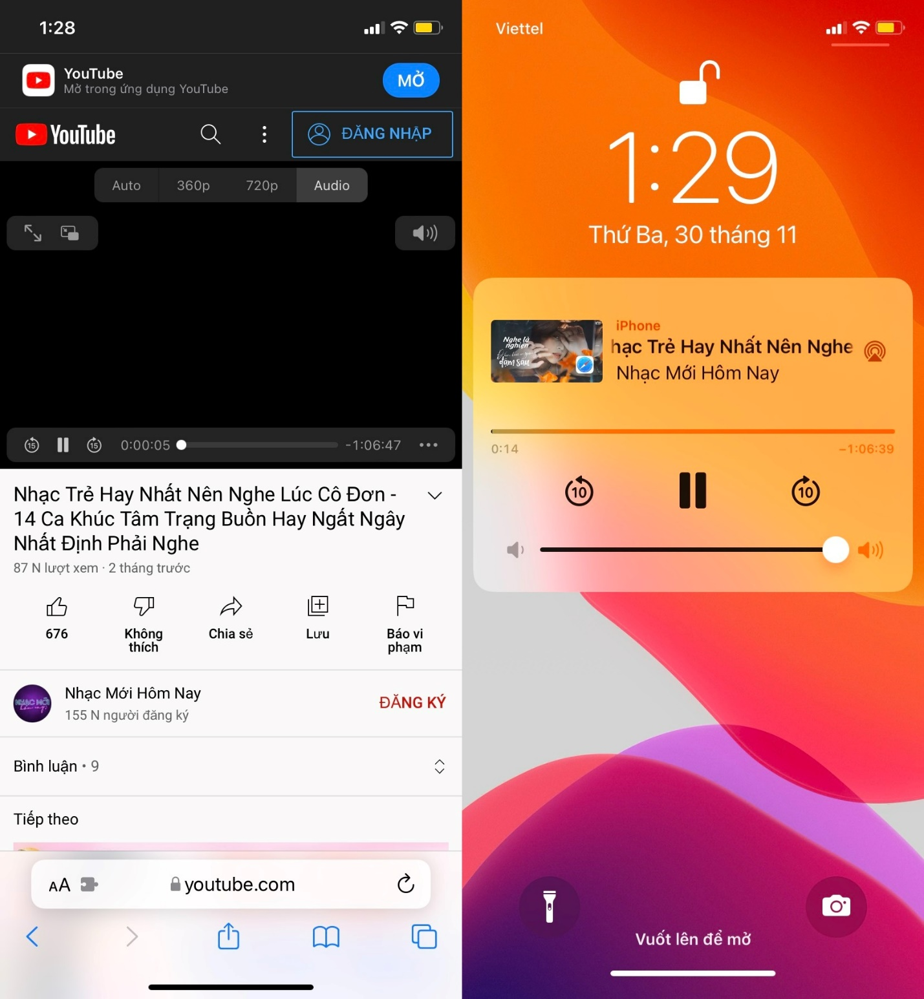 1:28
YouTube
Mở trong ứng dụng YouTube
MỞ
YouTube
ĐĂNG NHẬP
Auto 360p 720p Audio
15 15 0:00:05 -1:06:47
Nhạc Trẻ Hay Nhất Nên Nghe Lúc Cô Đơn -
14 Ca Khúc Tâm Trạng Buồn Hay Ngất Ngây
Nhất Định Phải Nghe
87 N lượt xem · 2 tháng trước
676
Không
thích
Chia sẻ
Lưu
Báo vi
phạm
NHẠC MỚI
hôm nay
Nhạc Mới Hôm Nay
155 N người đăng ký
ĐĂNG KÝ
Bình luận • 9
Tiếp theo
AA
youtube.com
Viettel
1:29
Thứ Ba, 30 tháng 11
Nghe là
nghiện
đậm sâu
iPhone
hạc Trẻ Hay Nhất Nên Nghe
Nhạc Mới Hôm Nay
0:14
−1:06:39
10
10
Vuốt lên để mở